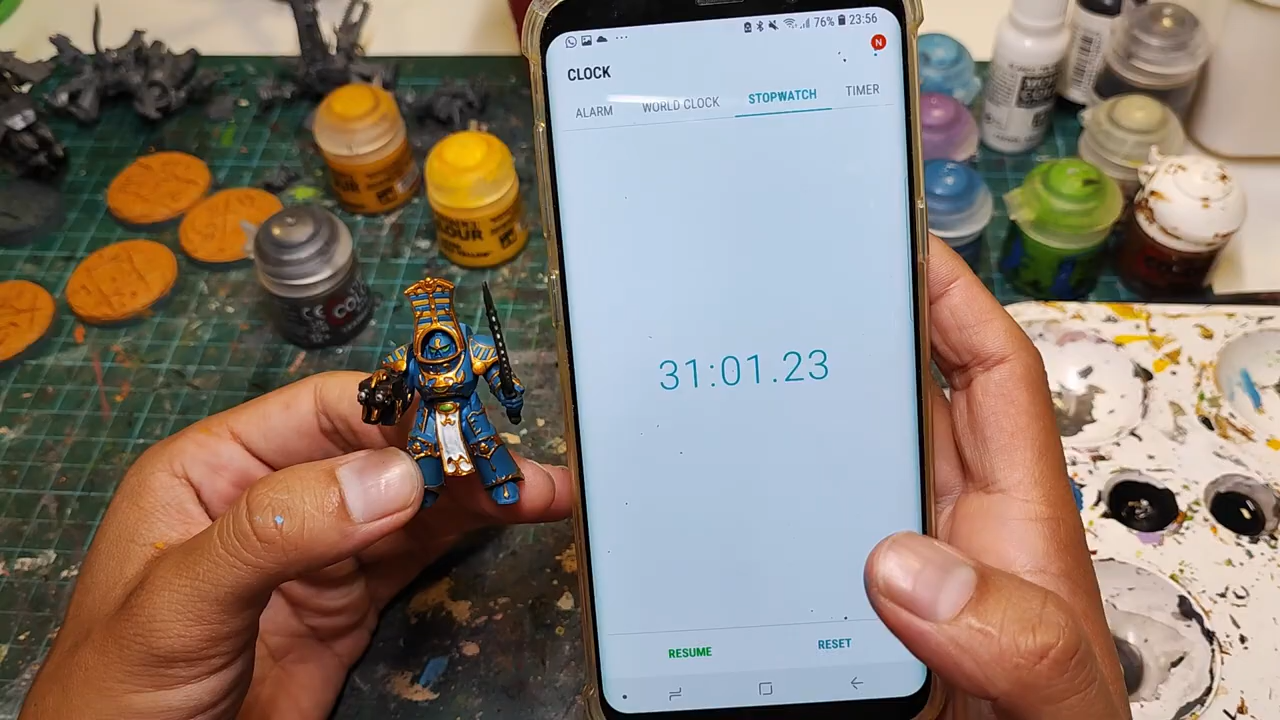 76% 23:56
N
CLOCK
ALARM WORLD CLOCK STOPWATCH TIMER
31:01.23
RESUME RESET